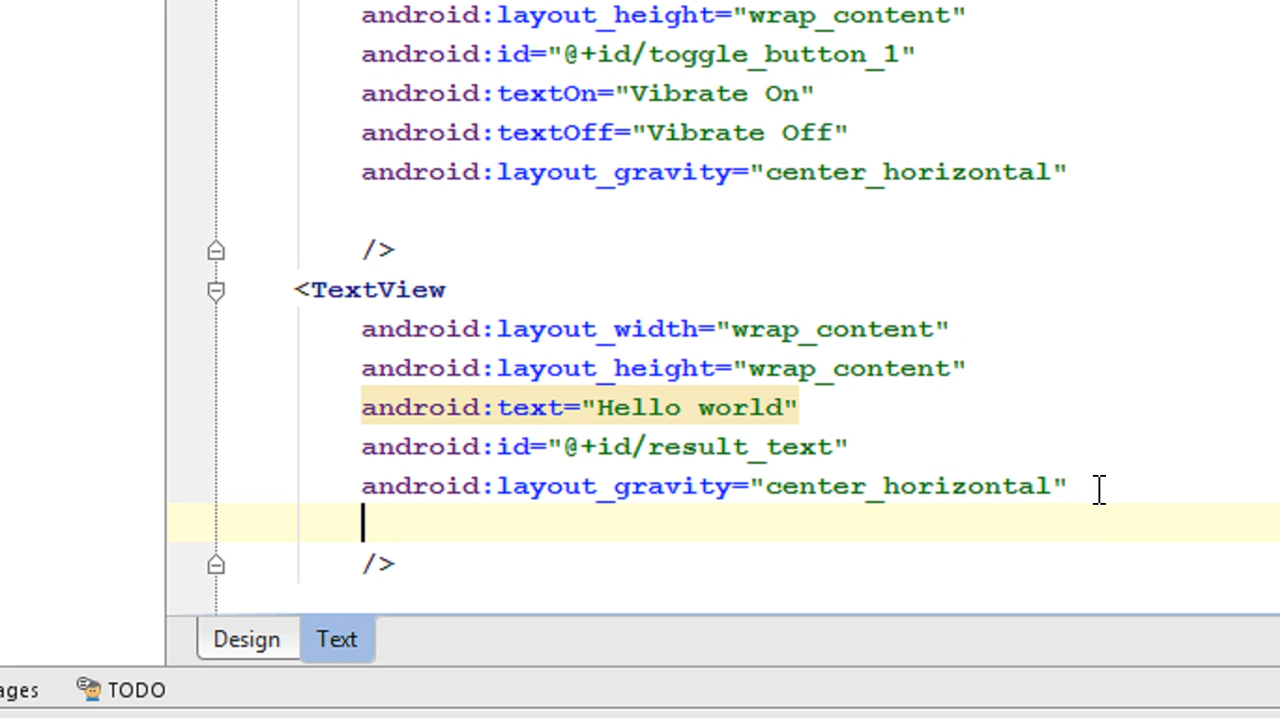 android:layout_height="wrap_content"
android:id="@+id/toggle_button_1"
android:textOn="Vibrate On"
android:textOff="Vibrate Off"
android:layout_gravity="center_horizontal"
/>
<TextView
android:layout_width="wrap_content"
android:layout_height="wrap_content"
android:text="Hello world"
android:id="@+id/result_text"
android:layout_gravity="center_horizontal"
/>
Design Text
ages TODO